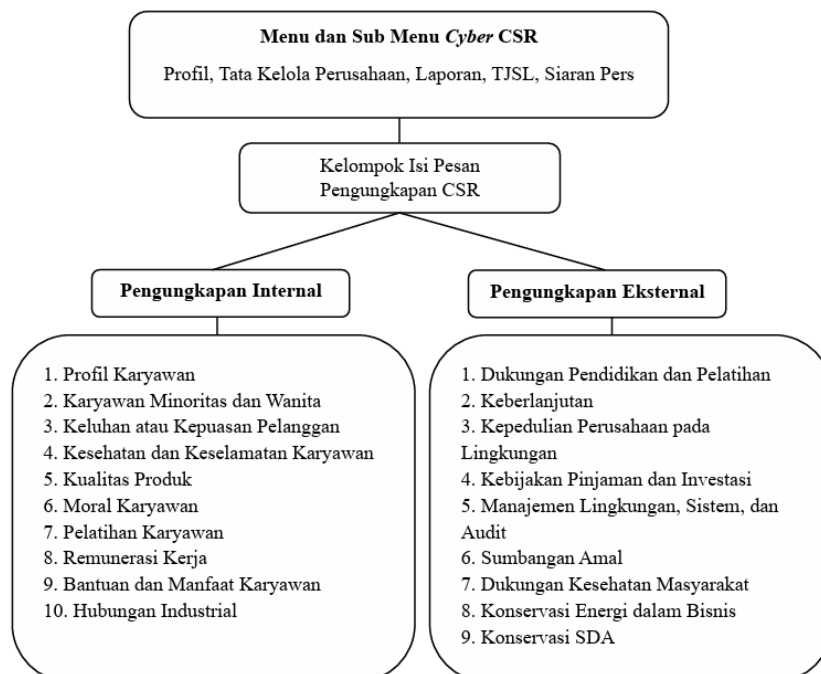 Menu dan Sub Menu Cyber CSR
Profil, Tata Kelola Perusahaan, Laporan, TJSL, Siaran Pers
Kelompok Isi Pesan
Pengungkapan CSR
Pengungkapan Internal
1. Profil Karyawan
2. Karyawan Minoritas dan Wanita
3. Keluhan atau Kepuasan Pelanggan
4. Kesehatan dan Keselamatan Karyawan
5. Kualitas Produk
6. Moral Karyawan
7. Pelatihan Karyawan
8. Remunerasi Kerja
9. Bantuan dan Manfaat Karyawan
10. Hubungan Industrial
Pengungkapan Eksternal
1. Dukungan Pendidikan dan Pelatihan
2. Keberlanjutan
3. Kepedulian Perusahaan pada
Lingkungan
4. Kebijakan Pinjaman dan Investasi
5. Manajemen Lingkungan, Sistem, dan
Audit
6. Sumbangan Amal
7. Dukungan Kesehatan Masyarakat
8. Konservasi Energi dalam Bisnis
9. Konservasi SDA